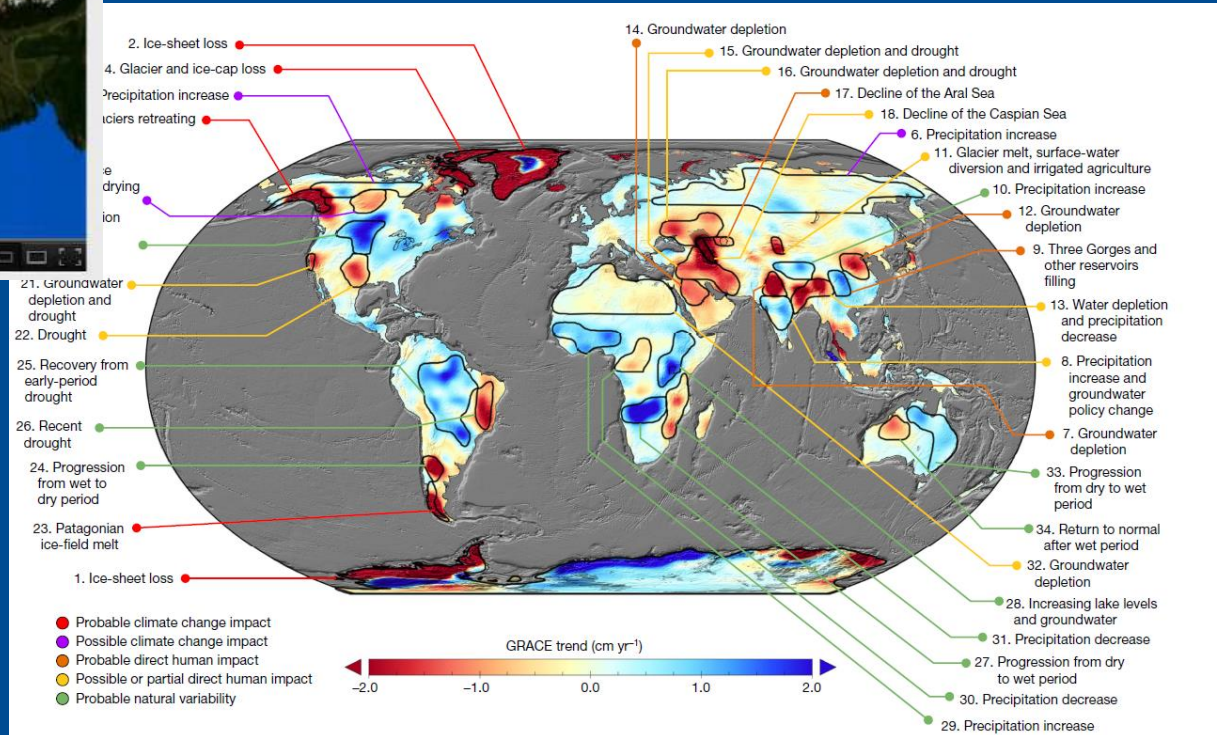 2. Ice-sheet loss
4. Glacier and ice-cap loss
Precipitation increase
retreating
drying
21. Groundwater
depletion and
drought
22. Drought
25. Recovery from
early-period
drought
26. Recent
drought
24. Progression
from wet to
dry period
23. Patagonian
ice-field melt
1. Ice-sheet loss
14. Groundwater depletion
15. Groundwater depletion and drought
16. Groundwater depletion and drought
17. Decline of the Aral Sea
18. Decline of the Caspian Sea
6. Precipitation increase
11. Glacier melt, surface-water
diversion and irrigated agriculture
10. Precipitation increase
12. Groundwater
depletion
9. Three Gorges and
other reservoirs
filling
13. Water depletion
and precipitation
decrease
8. Precipitation
increase and
groundwater
policy change
7. Groundwater
depletion
33. Progression
from dry to wet
period
34. Return to normal
after wet period
32. Groundwater
depletion
28. Increasing lake levels
and groundwater
31. Precipitation decrease
27. Progression from dry
to wet period
30. Precipitation decrease
29. Precipitation increase
Probable climate change impact
Possible climate change impact
Probable direct human impact
Possible or partial direct human impact
Probable natural variability
GRACE trend (cm yr⁻¹)
−2.0 −1.0 0.0 1.0 2.0